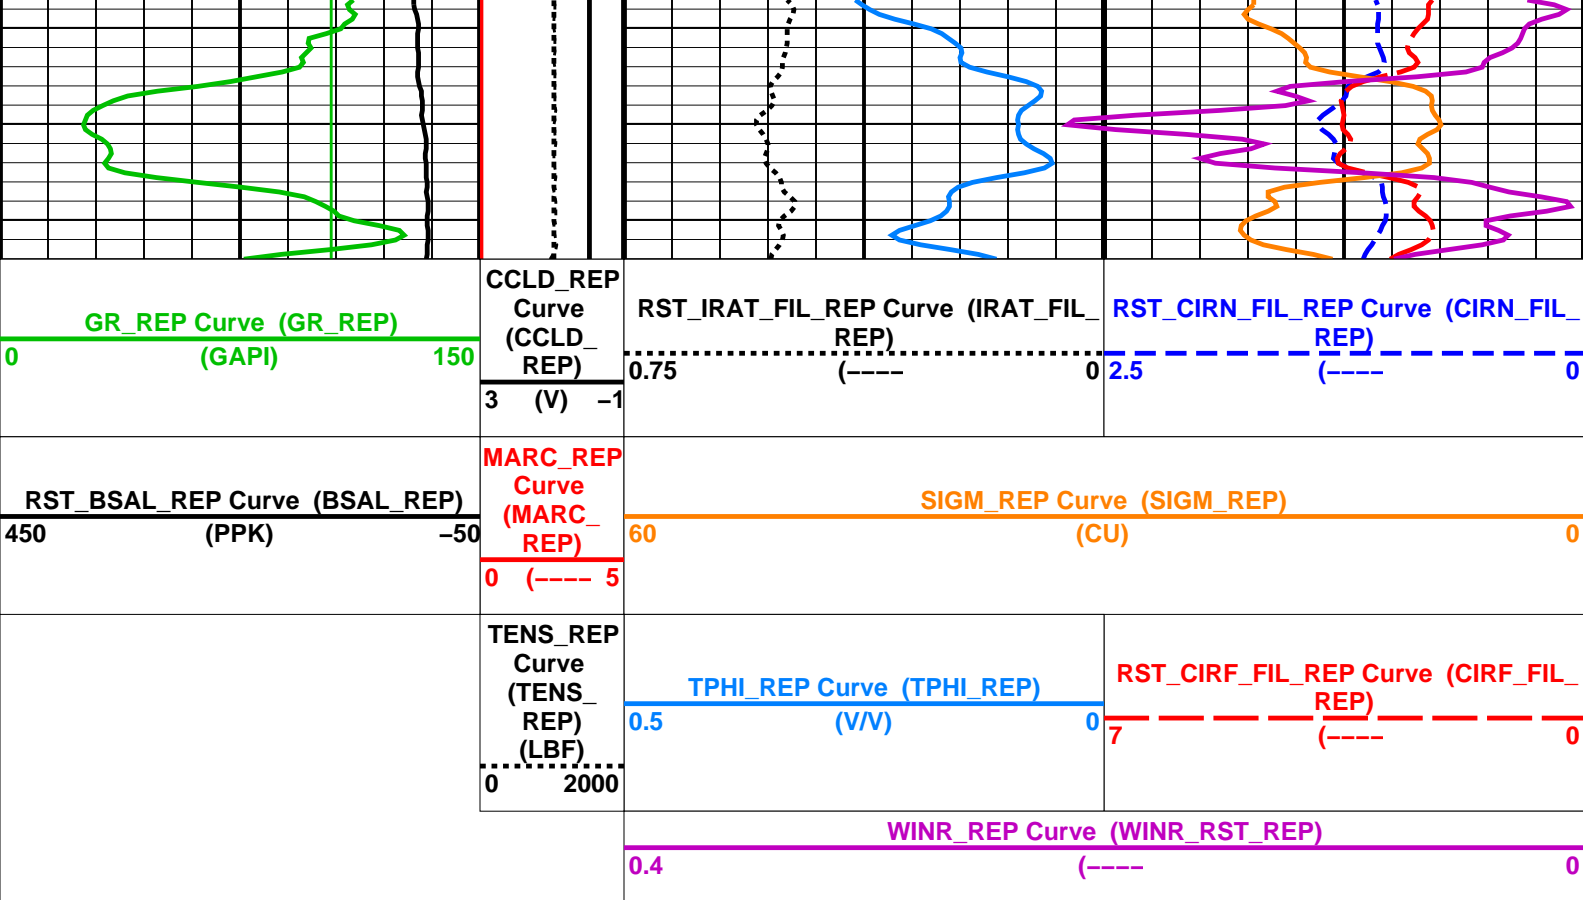 GR_REP Curve (GR_REP)
0 (GAPI) 150
CCLD_REP
Curve
(CCLD_
REP)
3 (V) −1
RST_IRAT_FIL_REP Curve (IRAT_FIL_
REP)
0.75 (−−−− 0
RST_CIRN_FIL_REP Curve (CIRN_FIL_
REP)
2.5 (−−−− 0
RST_BSAL_REP Curve (BSAL_REP)
450 (PPK) −50
MARC_REP
Curve
(MARC_
REP)
0 (−−−− 5
SIGM_REP Curve (SIGM_REP)
60 (CU) 0
TENS_REP
Curve
(TENS_
REP)
(LBF)
0 2000
TPHI_REP Curve (TPHI_REP)
0.5 (V/V) 0
RST_CIRF_FIL_REP Curve (CIRF_FIL_
REP)
7 (−−−− 0
WINR_REP Curve (WINR_RST_REP)
0.4 (−−−− 0